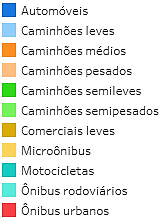 Automóveis
Caminhões leves
Caminhões médios
Caminhões pesados
Caminhões semileves
Caminhões semipesados
Comerciais leves
Microônibus
Motocicletas
Ônibus rodoviários
Ônibus urbanos